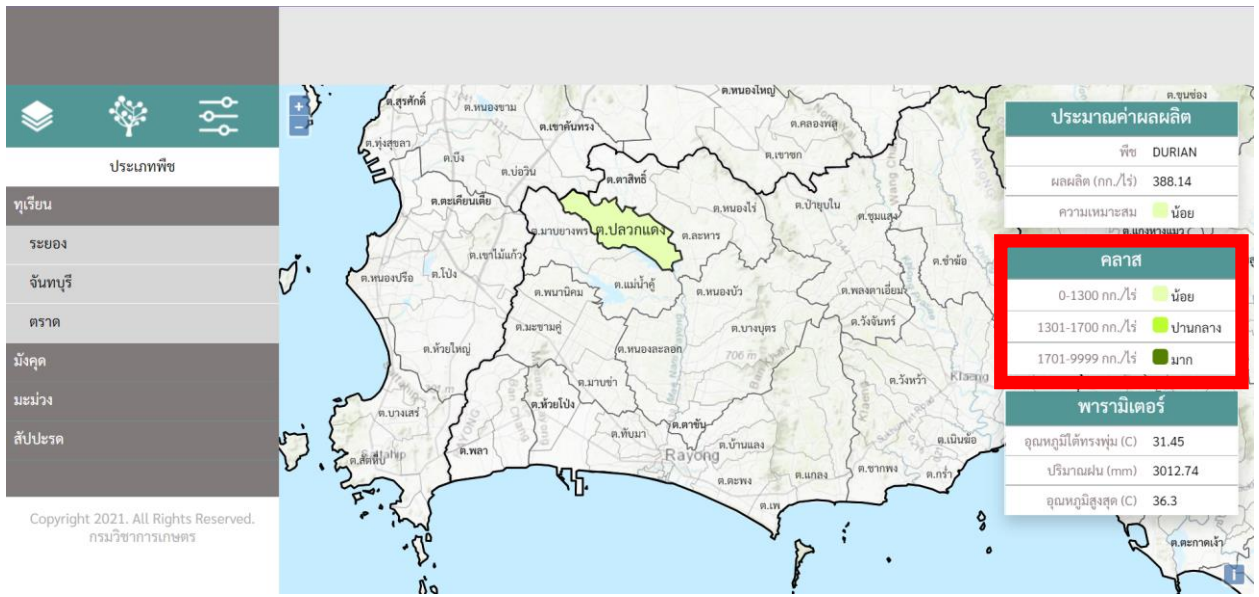 ประเภทพืช
ทุเรียน
ระยอง
จันทบุรี
ตราด
มังคุด
มะม่วง
สัปปะรด
Copyright 2021. All Rights Reserved.
กรมวิชาการเกษตร
+
−
ต.สุรศักดิ์
ต.หนองขาม
ต.เขาคันทรง
ต.ทุ่งสุขลา
ต.บึง
ต.บ่อวิน
ต.ตาสิทธิ์
ต.หนองใหญ่
ต.คลองพลู
ต.เขาซก
ต.ขุนซ่อง
ต.ตะเคียนเตี้ย
ต.มาบยางพร
ต.ปลวกแดง
ต.ละหาร
ต.หนองไร่
ต.ป่ายุบใน
ต.ชุมแสง
344
ต.แก่งหางแมว
ต.เขาไม้แก้ว
ต.หนองปรือ
ต.โป่ง
ต.พนานิคม
ต.แม่น้ำคู้
ต.หนองบัว
ต.พลงตาเอี่ยม
ต.ชำฆ้อ
ต.มะขามคู่
ต.บางบุตร
ต.วังจันทร์
ต.ห้วยใหญ่
ต.หนองละลอก
706 m
ต.มาบข่า
ต.วังหว้า
Klaeng
ต.บางเสร่
ต.ห้วยโป่ง
ต.ทับมา
ต.ตาขัน
Rayong
ต.บ้านแลง
ต.เนินฆ้อ
ต.สัตหีบ
ต.พลา
ต.ตะพง
ต.แกลง
ต.ชากพง
ต.กร่ำ
ต.เพ
ต.ตะกาดเง้า
ประมาณค่าผลผลิต
พืช DURIAN
ผลผลิต (กก./ไร่) 388.14
ความเหมาะสม น้อย
คลาส
0-1300 กก./ไร่ น้อย
1301-1700 กก./ไร่ ปานกลาง
1701-9999 กก./ไร่ มาก
พารามิเตอร์
อุณหภูมิใต้ทรงพุ่ม (C) 31.45
ปริมาณฝน (mm) 3012.74
อุณหภูมิสูงสุด (C) 36.3
i